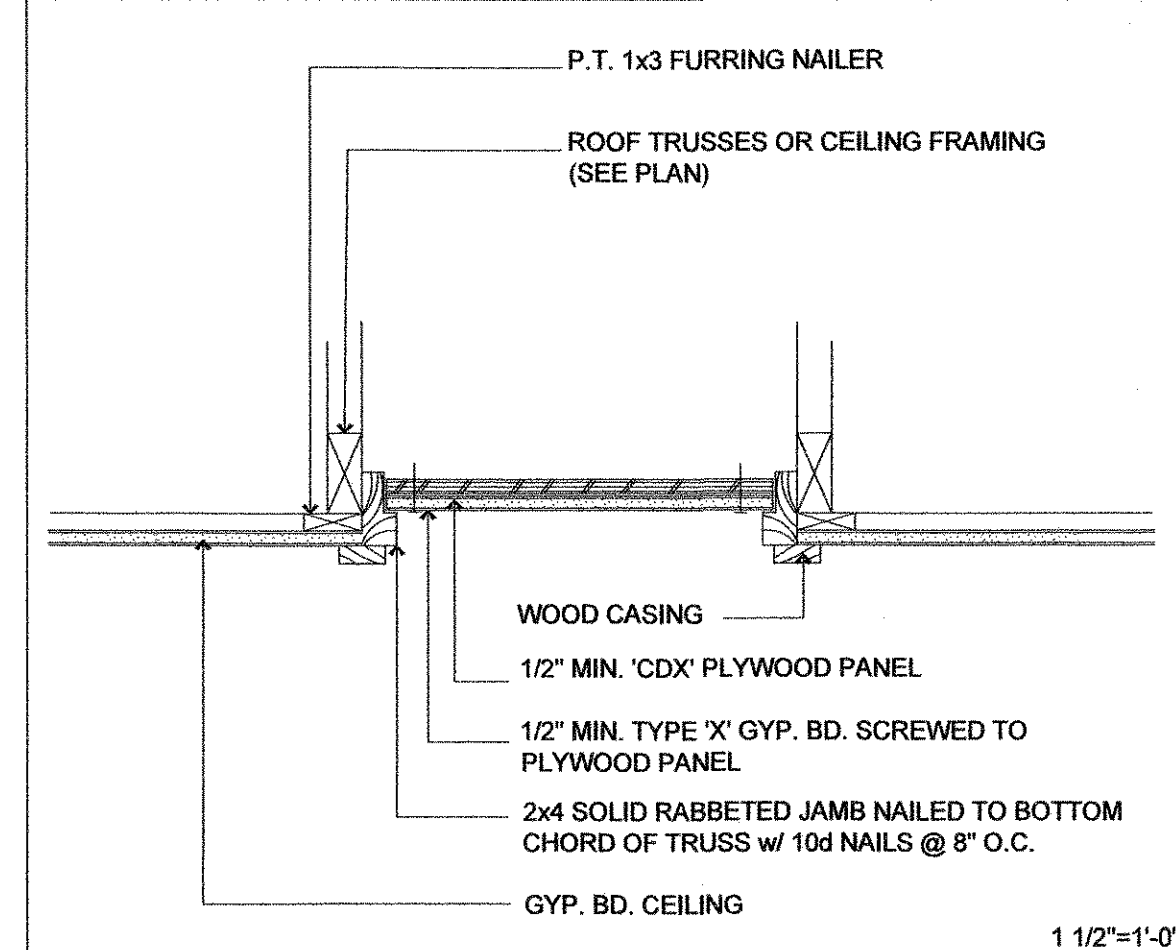 P.T. 1x3 FURRING NAILER
ROOF TRUSSES OR CEILING FRAMING
(SEE PLAN)
WOOD CASING
1/2" MIN. 'CDX' PLYWOOD PANEL
1/2" MIN. TYPE 'X' GYP. BD. SCREWED TO
PLYWOOD PANEL
2x4 SOLID RABBETED JAMB NAILED TO BOTTOM
CHORD OF TRUSS w/ 10d NAILS @ 8" O.C.
GYP. BD. CEILING
1 1/2"=1'-0"